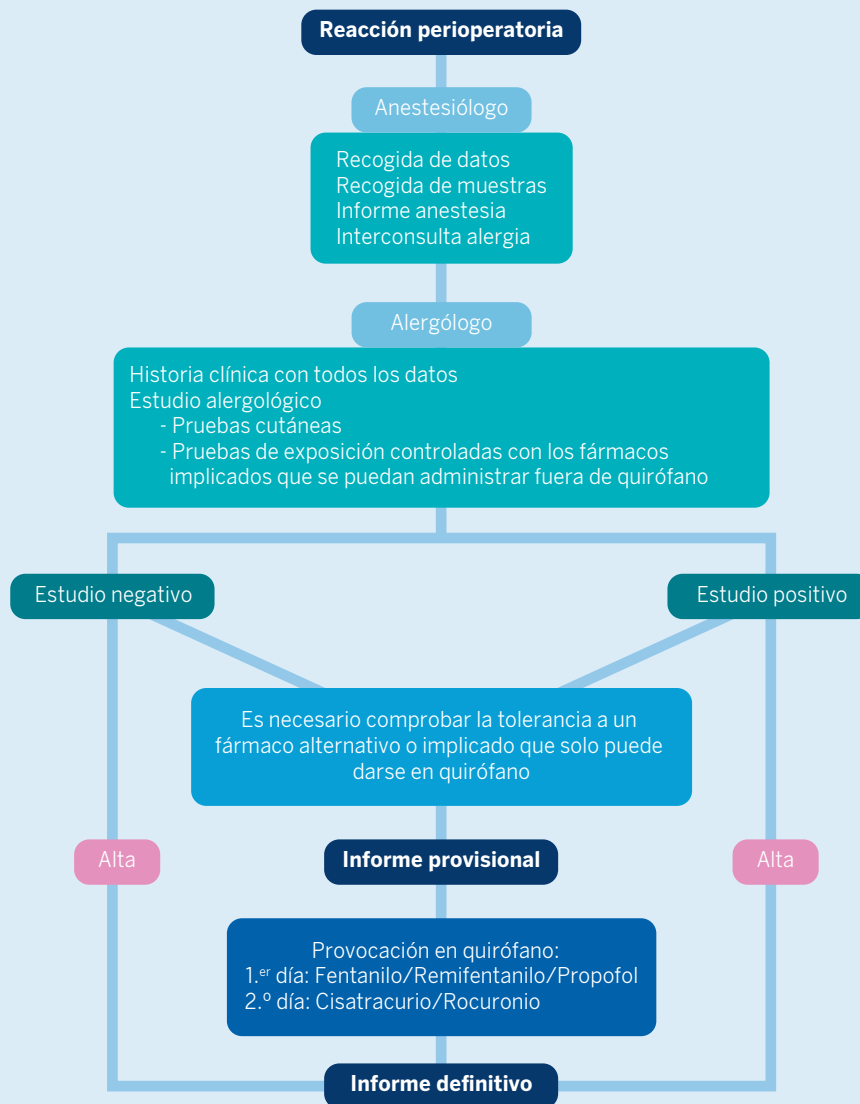 Reacción perioperatoria
Anestesiólogo
Recogida de datos
Recogida de muestras
Informe anestesia
Interconsulta alergia
Alergólogo
Historia clínica con todos los datos
Estudio alergológico
- Pruebas cutáneas
- Pruebas de exposición controladas con los fármacos
implicados que se puedan administrar fuera de quirófano
Estudio negativo
Estudio positivo
Es necesario comprobar la tolerancia a un
fármaco alternativo o implicado que solo puede
darse en quirófano
Alta
Informe provisional
Alta
Provocación en quirófano:
1.er día: Fentanilo/Remifentanilo/Propofol
2.º día: Cisatracurio/Rocuronio
Informe definitivo